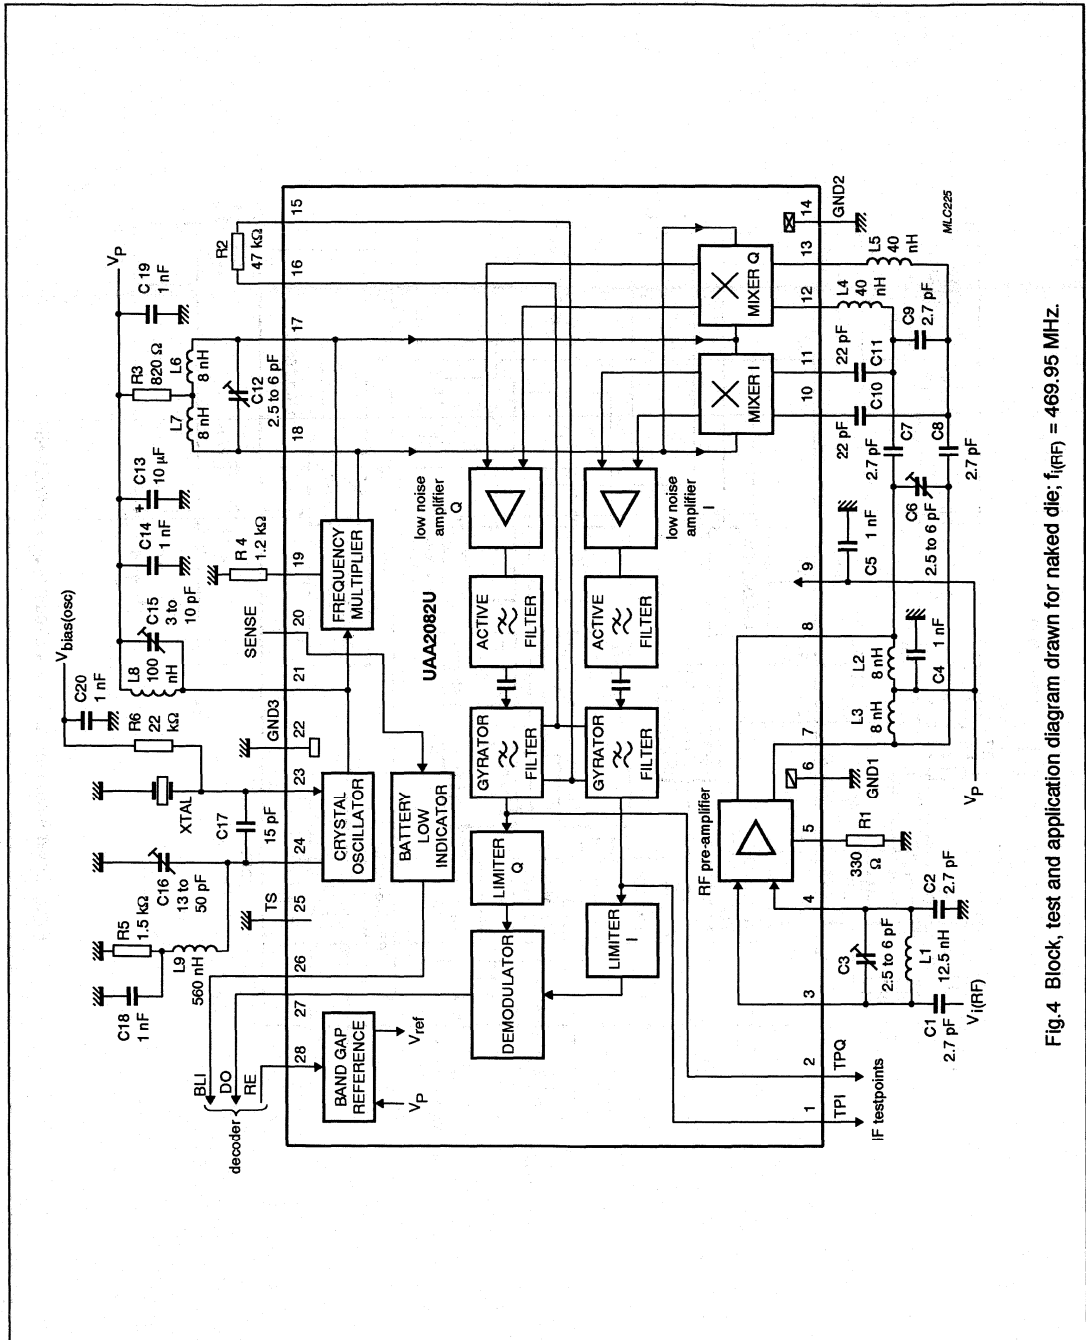 V_P
C19
1 nF
R3
820 Ω
L6
8 nH
L7
8 nH
C12
2.5 to 6 pF
C13
10 µF
+
C14
1 nF
C15
3 to
10 pF
L8
100
nH
V_bias(osc)
C20
1 nF
R6
22
kΩ
XTAL
C17
15 pF
C16
13 to
50 pF
R5
1.5 kΩ
L9
560 nH
C18
1 nF
R2
47 kΩ
R4
1.2 kΩ
SENSE
GND3
TS
BLI
DO
RE
decoder
28
27
26
25
24
23
22
21
20
19
18
17
16
15
BAND GAP
REFERENCE
V_P
V_ref
CRYSTAL
OSCILLATOR
BATTERY
LOW
INDICATOR
FREQUENCY
MULTIPLIER
UAA2082U
DEMODULATOR
LIMITER
Q
GYRATOR
FILTER
ACTIVE
FILTER
low noise
amplifier
Q
LIMITER
I
GYRATOR
FILTER
ACTIVE
FILTER
low noise
amplifier
I
MIXER I
MIXER Q
RF pre-amplifier
1
2
3
4
5
6
7
8
9
10
11
12
13
14
TPI
TPQ
IF testpoints
V_i(RF)
C1
2.7 pF
C3
2.5 to 6 pF
L1
12.5 nH
C2
2.7 pF
R1
330
Ω
GND1
V_P
L3
8 nH
L2
8 nH
C4
1 nF
C5
1 nF
C6
2.5 to 6 pF
C7
2.7 pF
C8
2.7 pF
22 pF
C10
22 pF
C11
C9
2.7 pF
L4
40
nH
L5
40
nH
GND2
MLC225
Fig.4 Block, test and application diagram drawn for naked die; f_i(RF) = 469.95 MHz.